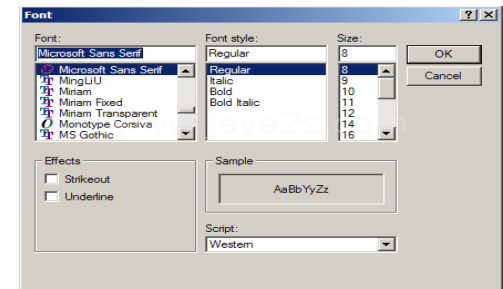 Font
Font: Font style: Size:
Microsoft Sans Serif Regular 8 OK
Microsoft Sans Serif Regular 8 Cancel
MingLiU Italic 9
Miriam Bold 10
Miriam Fixed Bold Italic 11
Miriam Transparent 12
Monotype Corsiva 14
MS Gothic 16
Effects Sample
Strikeout AaBbYyZz
Underline
Script:
Western